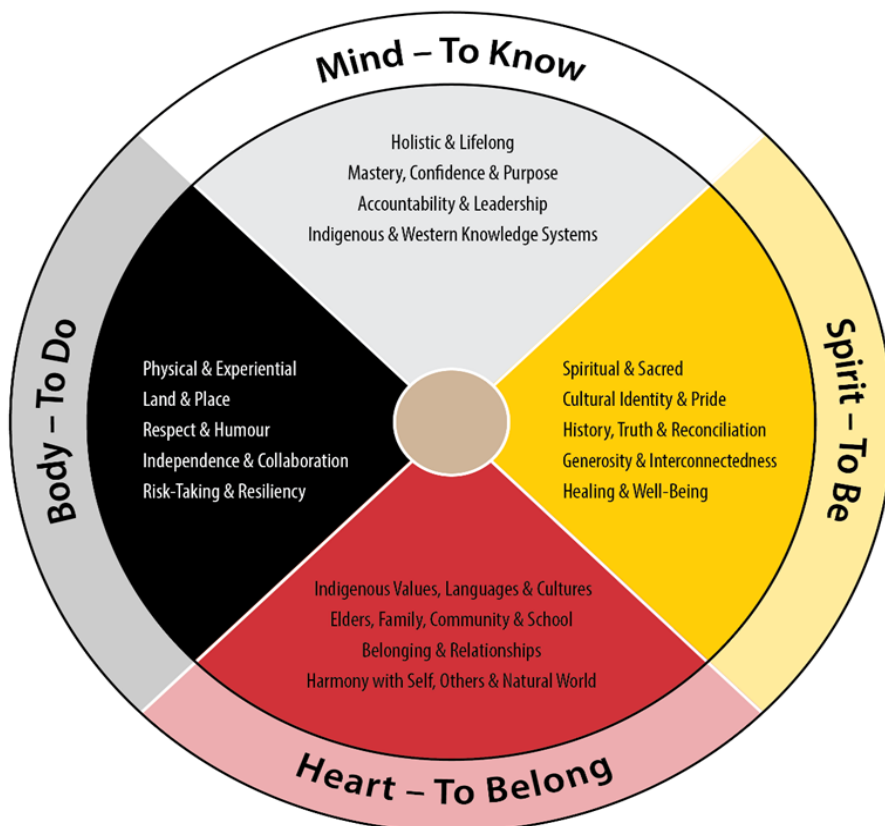 Mind – To Know
Holistic & Lifelong
Mastery, Confidence & Purpose
Accountability & Leadership
Indigenous & Western Knowledge Systems
Body – To Do
Physical & Experiential
Land & Place
Respect & Humour
Independence & Collaboration
Risk-Taking & Resiliency
Spiritual & Sacred
Cultural Identity & Pride
History, Truth & Reconciliation
Generosity & Interconnectedness
Healing & Well-Being
Spirit – To Be
Indigenous Values, Languages & Cultures
Elders, Family, Community & School
Belonging & Relationships
Harmony with Self, Others & Natural World
Heart – To Belong